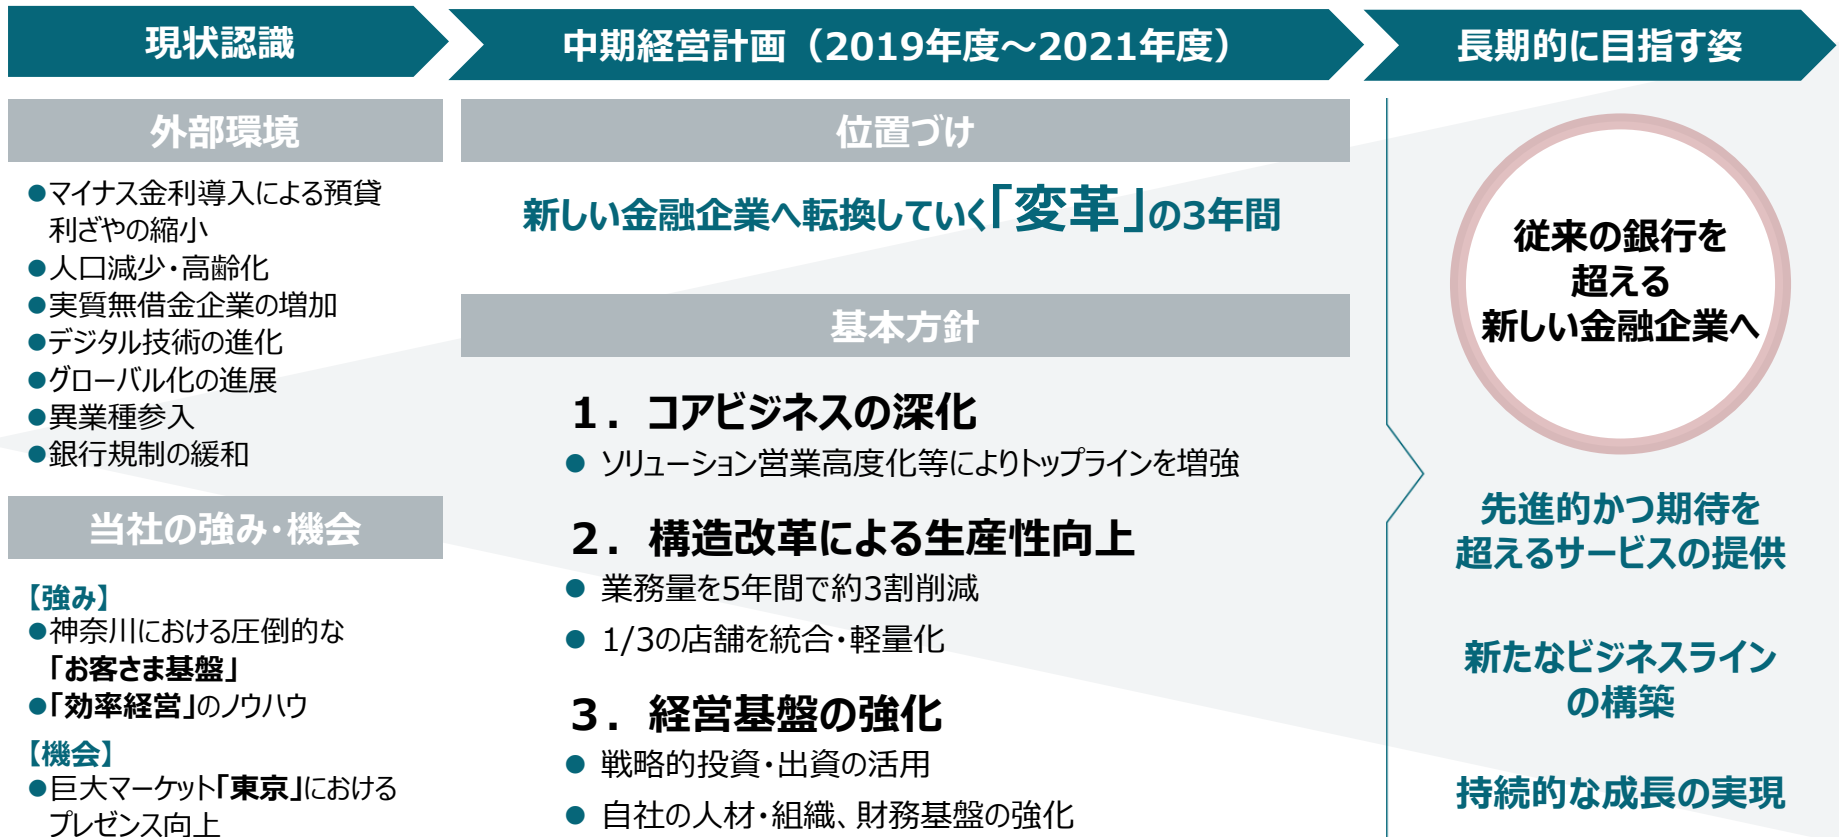 現状認識
中期経営計画（2019年度～2021年度）
長期的に目指す姿
外部環境
●マイナス金利導入による預貸
利ざやの縮小
●人口減少・高齢化
●実質無借金企業の増加
●デジタル技術の進化
●グローバル化の進展
●異業種参入
●銀行規制の緩和
当社の強み・機会
【強み】
●神奈川における圧倒的な
「お客さま基盤」
●「効率経営」のノウハウ
【機会】
●巨大マーケット「東京」における
プレゼンス向上
位置づけ
新しい金融企業へ転換していく「変革」の3年間
基本方針
１．コアビジネスの深化
● ソリューション営業高度化等によりトップラインを増強
２．構造改革による生産性向上
● 業務量を5年間で約3割削減
● 1/3の店舗を統合・軽量化
３．経営基盤の強化
● 戦略的投資・出資の活用
● 自社の人材・組織、財務基盤の強化
従来の銀行を
超える
新しい金融企業へ
先進的かつ期待を
超えるサービスの提供
新たなビジネスライン
の構築
持続的な成長の実現